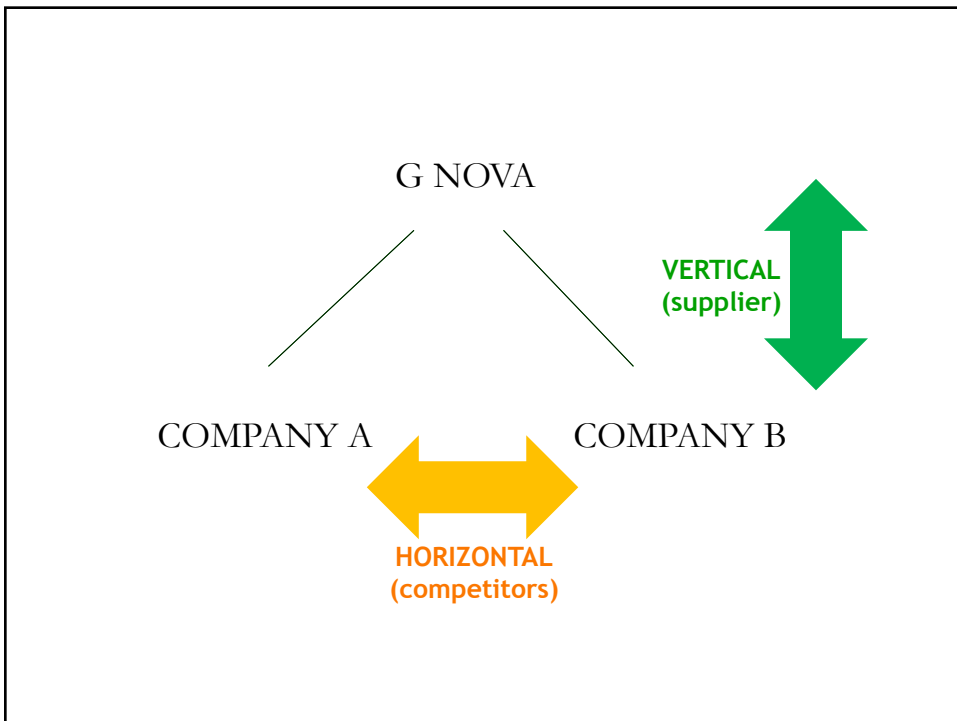 G NOVA
VERTICAL
(supplier)
COMPANY A
COMPANY B
HORIZONTAL
(competitors)